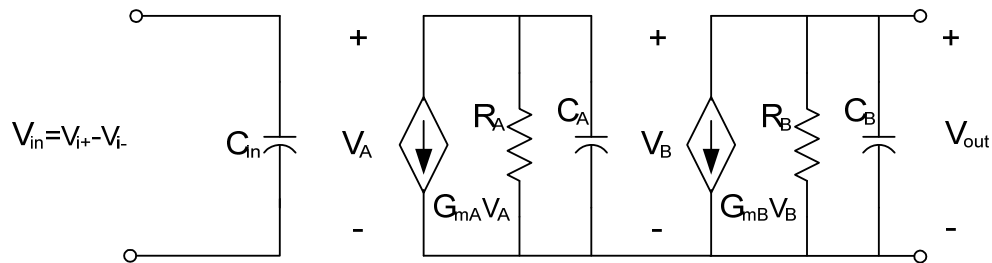 + + +
R_A C_A R_B C_B
V_in=V_i+-V_i- C_in V_A V_B V_out
G_mAV_A G_mBV_B
- - -